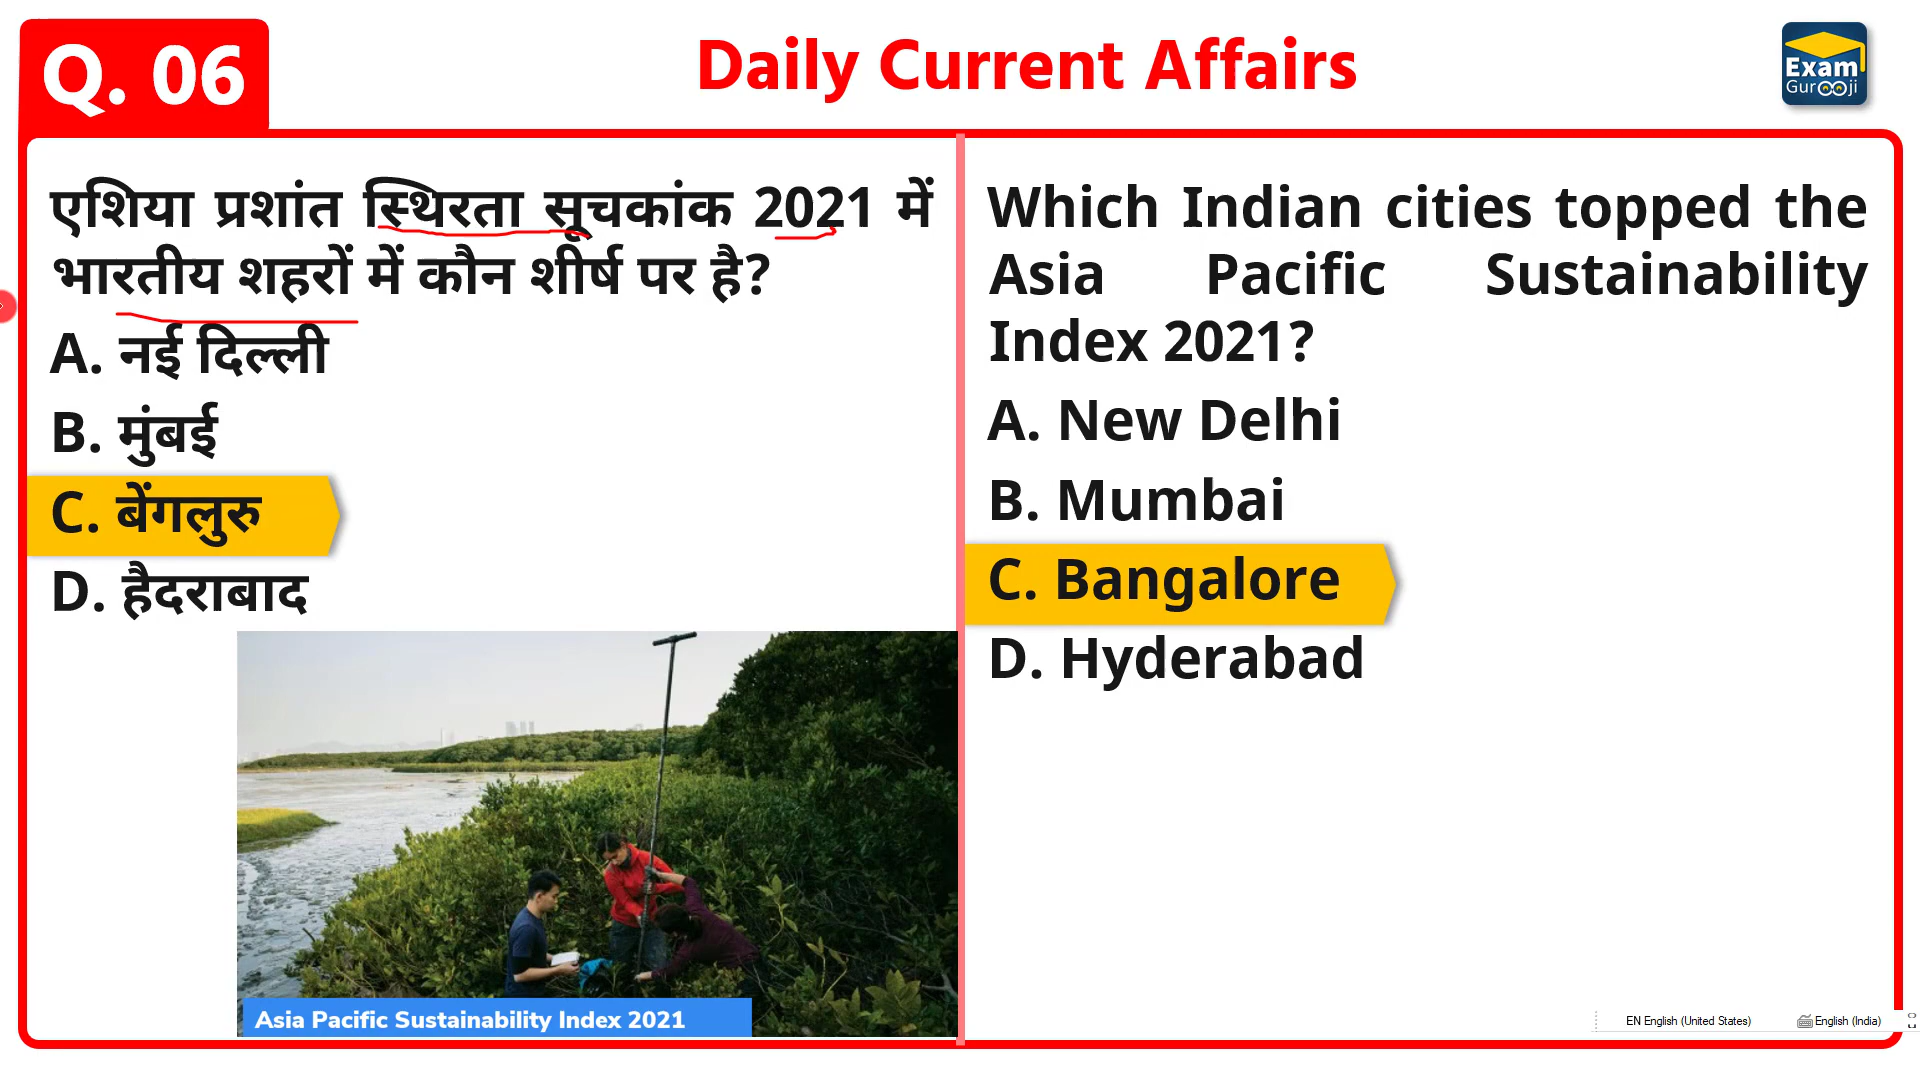 Q. 06
Daily Current Affairs
Exam
Gurooji
एशिया प्रशांत स्थिरता सूचकांक 2021 में
भारतीय शहरों में कौन शीर्ष पर है?
A. नई दिल्ली
B. मुंबई
C. बेंगलुरु
D. हैदराबाद
Asia Pacific Sustainability Index 2021
Which Indian cities topped the
Asia Pacific Sustainability
Index 2021?
A. New Delhi
B. Mumbai
C. Bangalore
D. Hyderabad
EN English (United States) English (India)